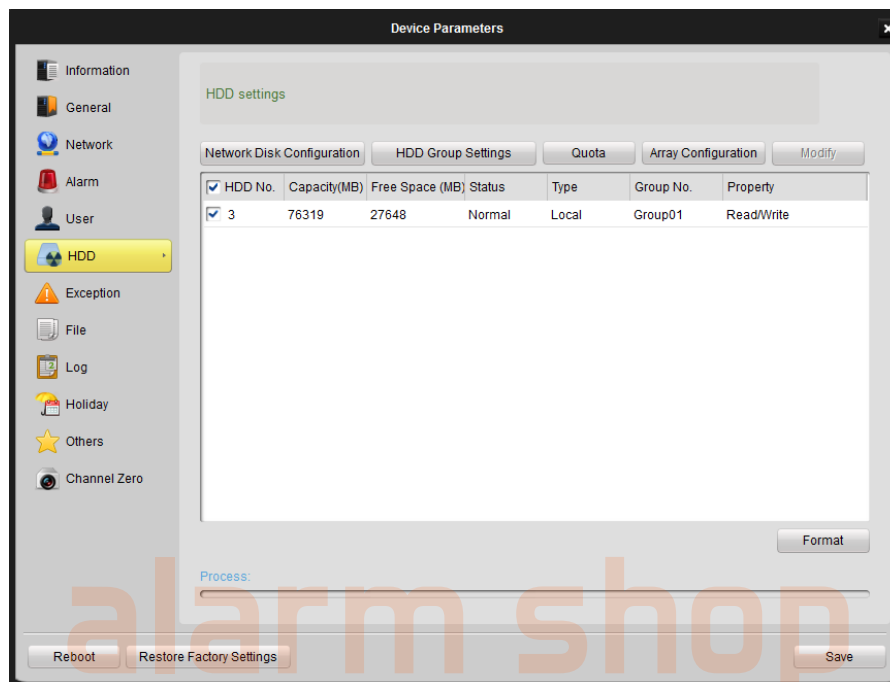 Device Parameters
Information
General
Network
Alarm
User
HDD
Exception
File
Log
Holiday
Others
Channel Zero
HDD settings
Network Disk Configuration HDD Group Settings Quota Array Configuration Modify
HDD No. Capacity(MB) Free Space (MB) Status Type Group No. Property
3 76319 27648 Normal Local Group01 Read/Write
Format
Process:
alarm shop
Reboot Restore Factory Settings Save